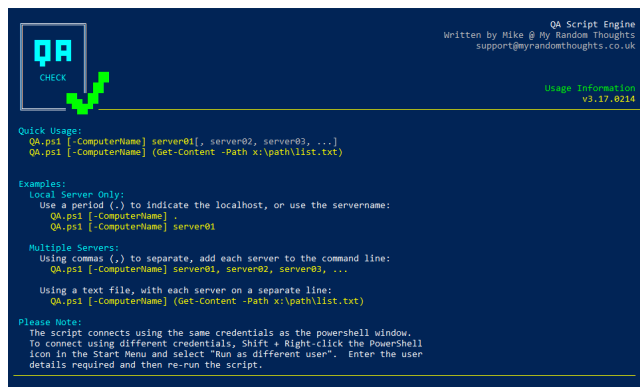 QA
CHECK
QA Script Engine
Written by Mike @ My Random Thoughts
support@myrandomthoughts.co.uk
Usage Information
v3.17.0214
Quick Usage:
QA.ps1 [-ComputerName] server01[, server02, server03, ...]
QA.ps1 [-ComputerName] (Get-Content -Path x:\path\list.txt)
Examples:
Local Server Only:
Use a period (.) to indicate the localhost, or use the servername:
QA.ps1 [-ComputerName] .
QA.ps1 [-ComputerName] server01
Multiple Servers:
Using commas (,) to separate, add each server to the command line:
QA.ps1 [-ComputerName] server01, server02, server03, ...
Using a text file, with each server on a separate line:
QA.ps1 [-ComputerName] (Get-Content -Path x:\path\list.txt)
Please Note:
The script connects using the same credentials as the powershell window.
To connect using different credentials, Shift + Right-click the PowerShell
icon in the Start Menu and select "Run as different user".  Enter the user
details required and then re-run the script.